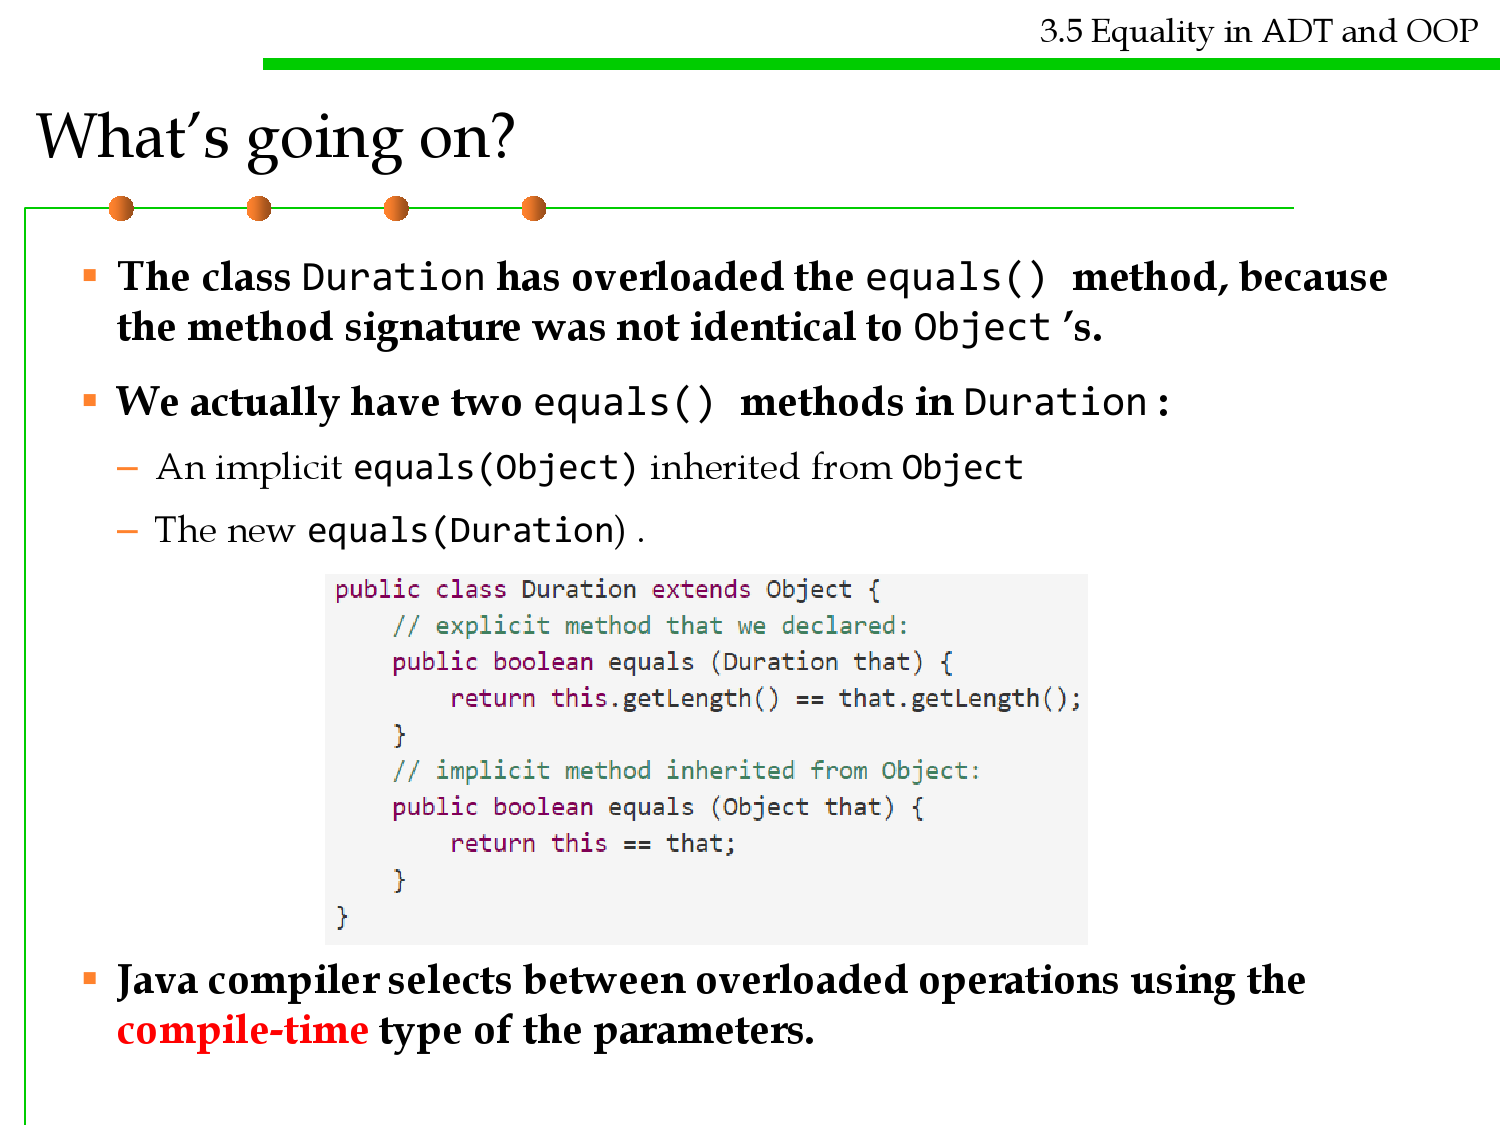 3.5 Equality in ADT and OOP
What’s going on?
▪ The class Duration has overloaded the equals() method, because
the method signature was not identical to Object ’s.
▪ We actually have two equals() methods in Duration :
– An implicit equals(Object) inherited from Object
– The new equals(Duration) .
public class Duration extends Object {
    // explicit method that we declared:
    public boolean equals (Duration that) {
        return this.getLength() == that.getLength();
    }
    // implicit method inherited from Object:
    public boolean equals (Object that) {
        return this == that;
    }
}
▪ Java compiler selects between overloaded operations using the
compile-time type of the parameters.